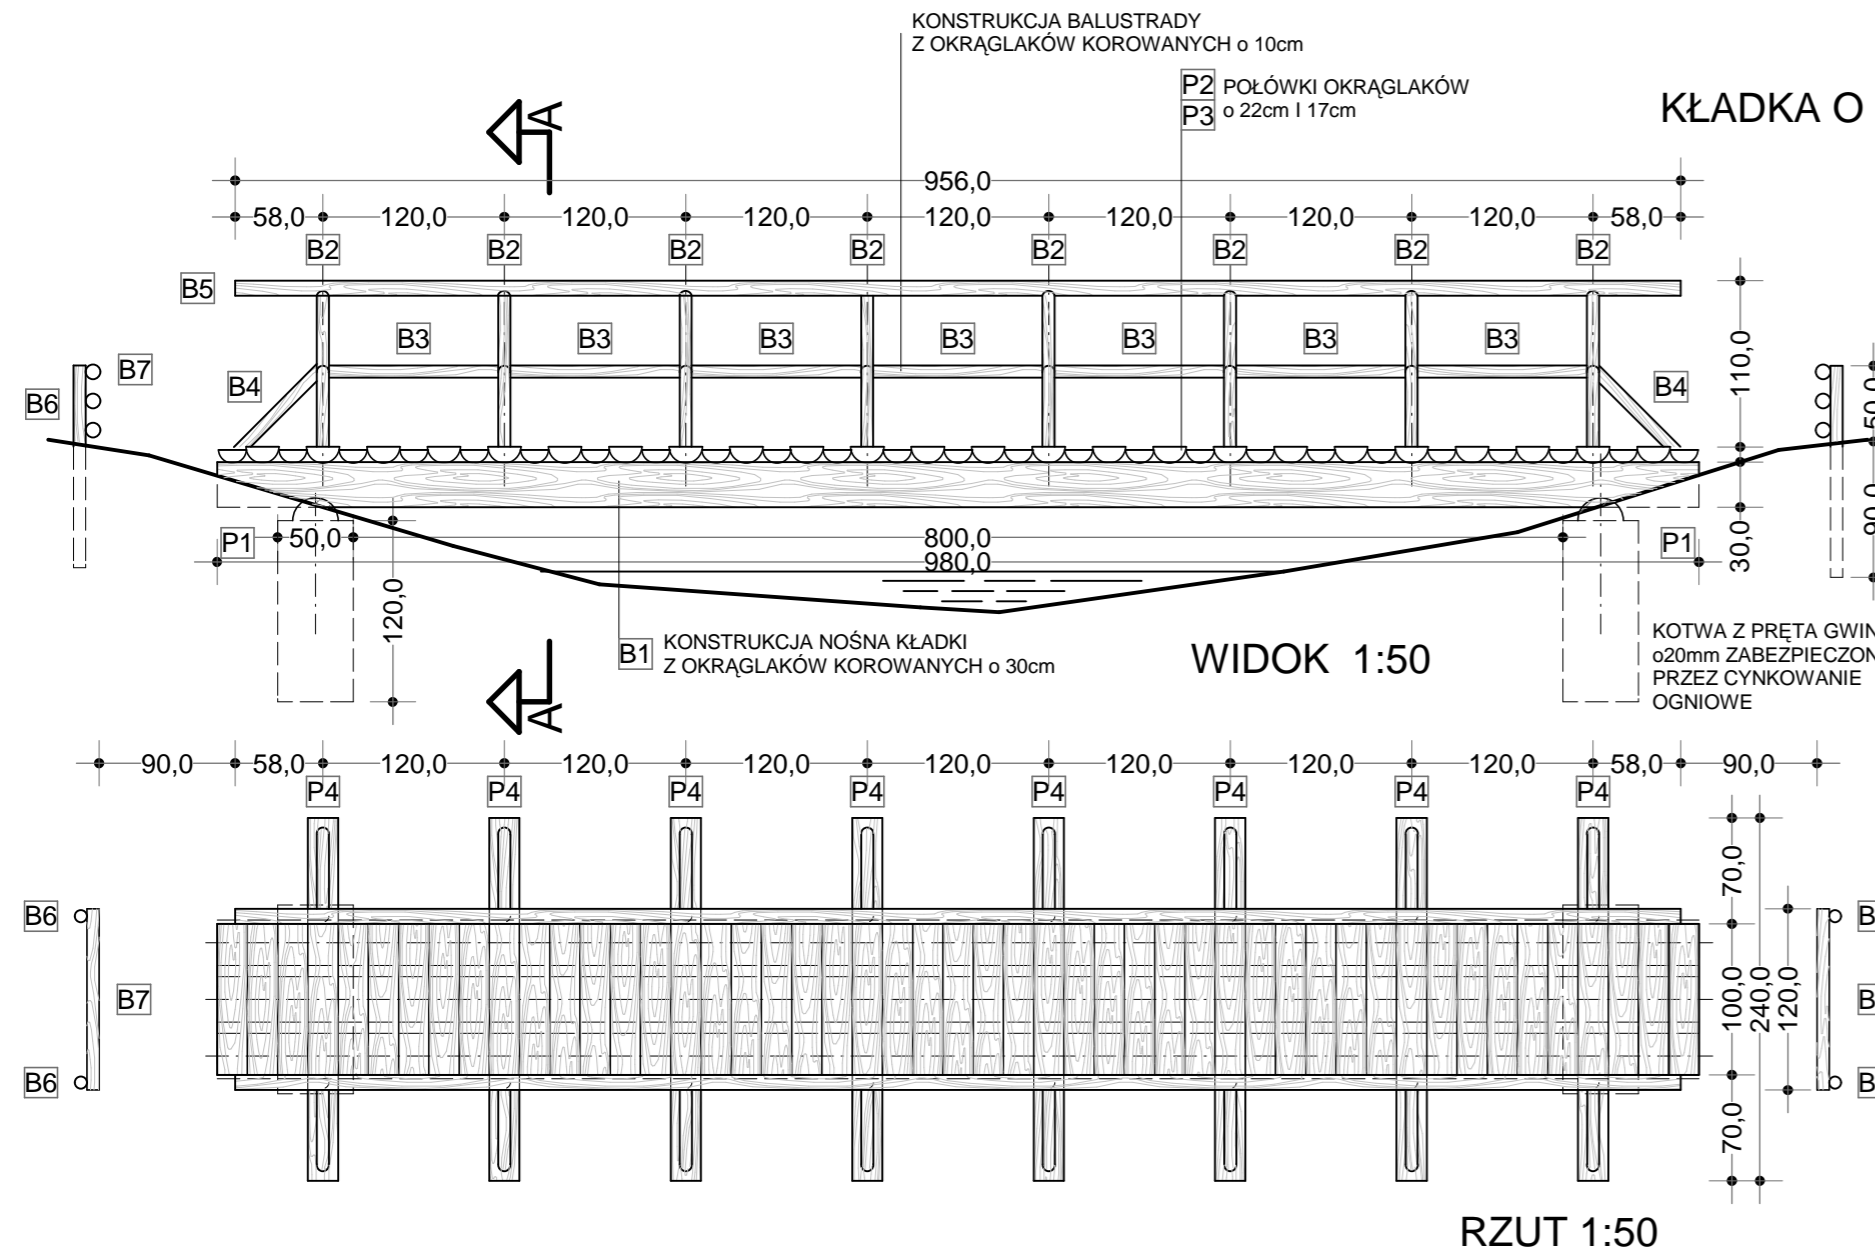 KONSTRUKCJA BALUSTRADY
Z OKRĄGLAKÓW KOROWANYCH o 10cm
P2 POŁÓWKI OKRĄGLAKÓW
P3 o 22cm I 17cm
KŁADKA O
A
956,0
58,0 120,0 120,0 120,0 120,0 120,0 120,0 120,0 58,0
B2 B2 B2 B2 B2 B2 B2 B2
B5
B3 B3 B3 B3 B3 B3 B3
B7
B4 B4
B6
110,0
50,0
P1 50,0 800,0 P1
980,0
30,0
90,0
120,0
B1 KONSTRUKCJA NOŚNA KŁADKI
Z OKRĄGLAKÓW KOROWANYCH o 30cm
WIDOK 1:50
KOTWA Z PRĘTA GWIN
o20mm ZABEZPIECZON
PRZEZ CYNKOWANIE
OGNIOWE
A
90,0 58,0 120,0 120,0 120,0 120,0 120,0 120,0 120,0 58,0 90,0
P4 P4 P4 P4 P4 P4 P4 P4
70,0
B6 B
B7 100,0 240,0 120,0 B
B6 B
70,0
RZUT 1:50